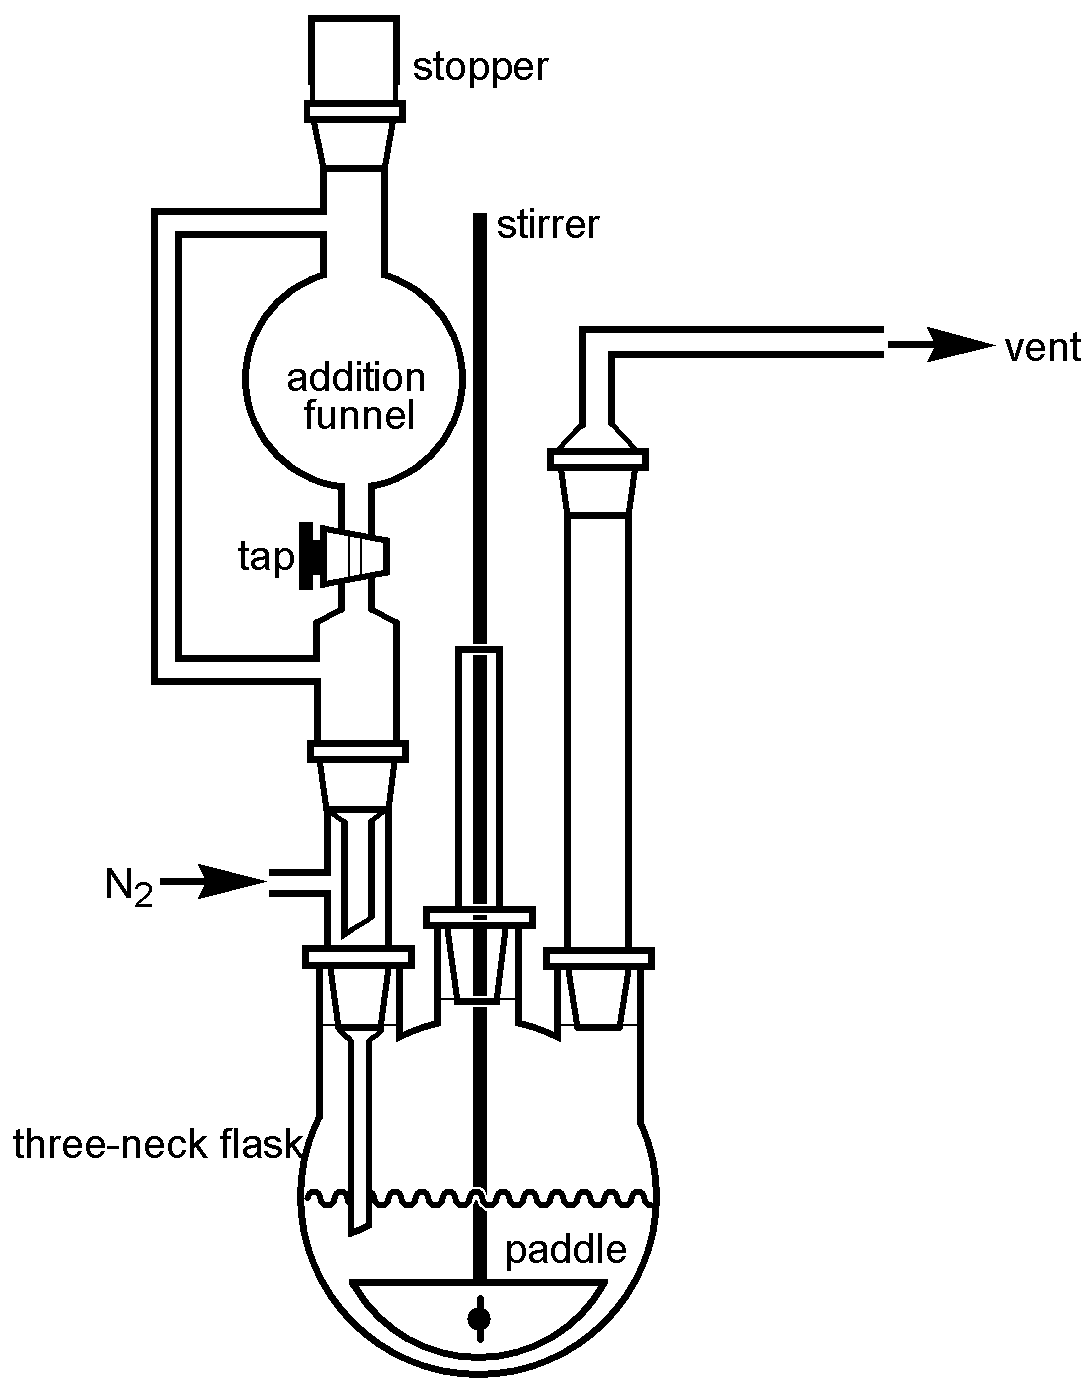 stopper
stirrer
vent
addition
funnel
tap
N2
three-neck flask
paddle